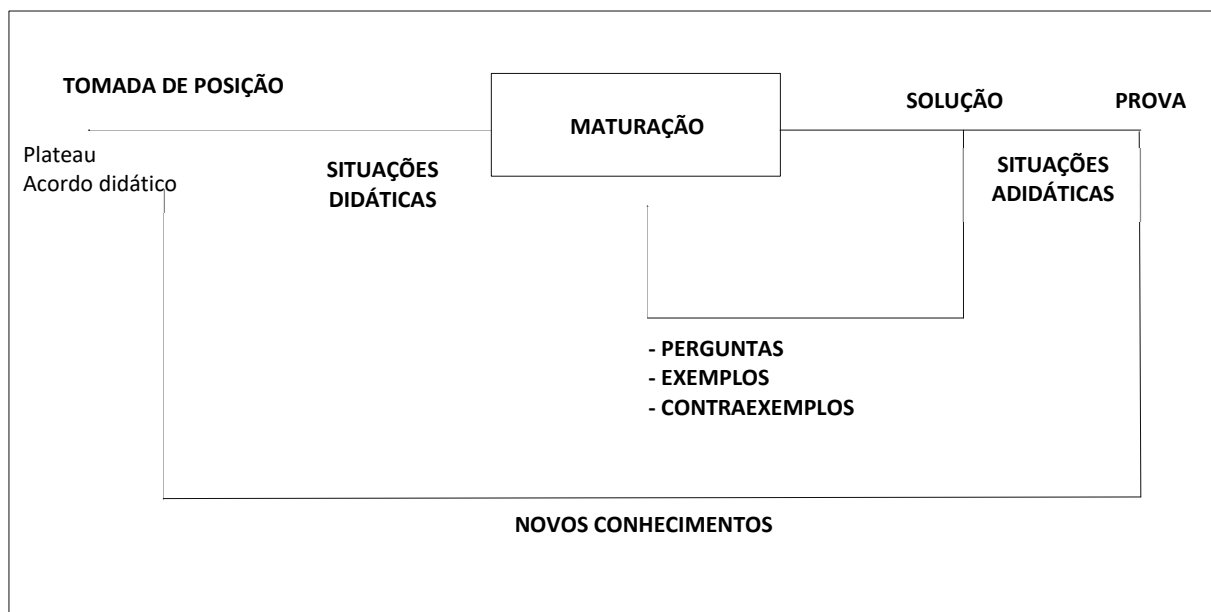 TOMADA DE POSIÇÃO
Plateau
Acordo didático
SITUAÇÕES
DIDÁTICAS
MATURAÇÃO
SOLUÇÃO
PROVA
SITUAÇÕES
ADIDÁTICAS
- PERGUNTAS
- EXEMPLOS
- CONTRAEXEMPLOS
NOVOS CONHECIMENTOS